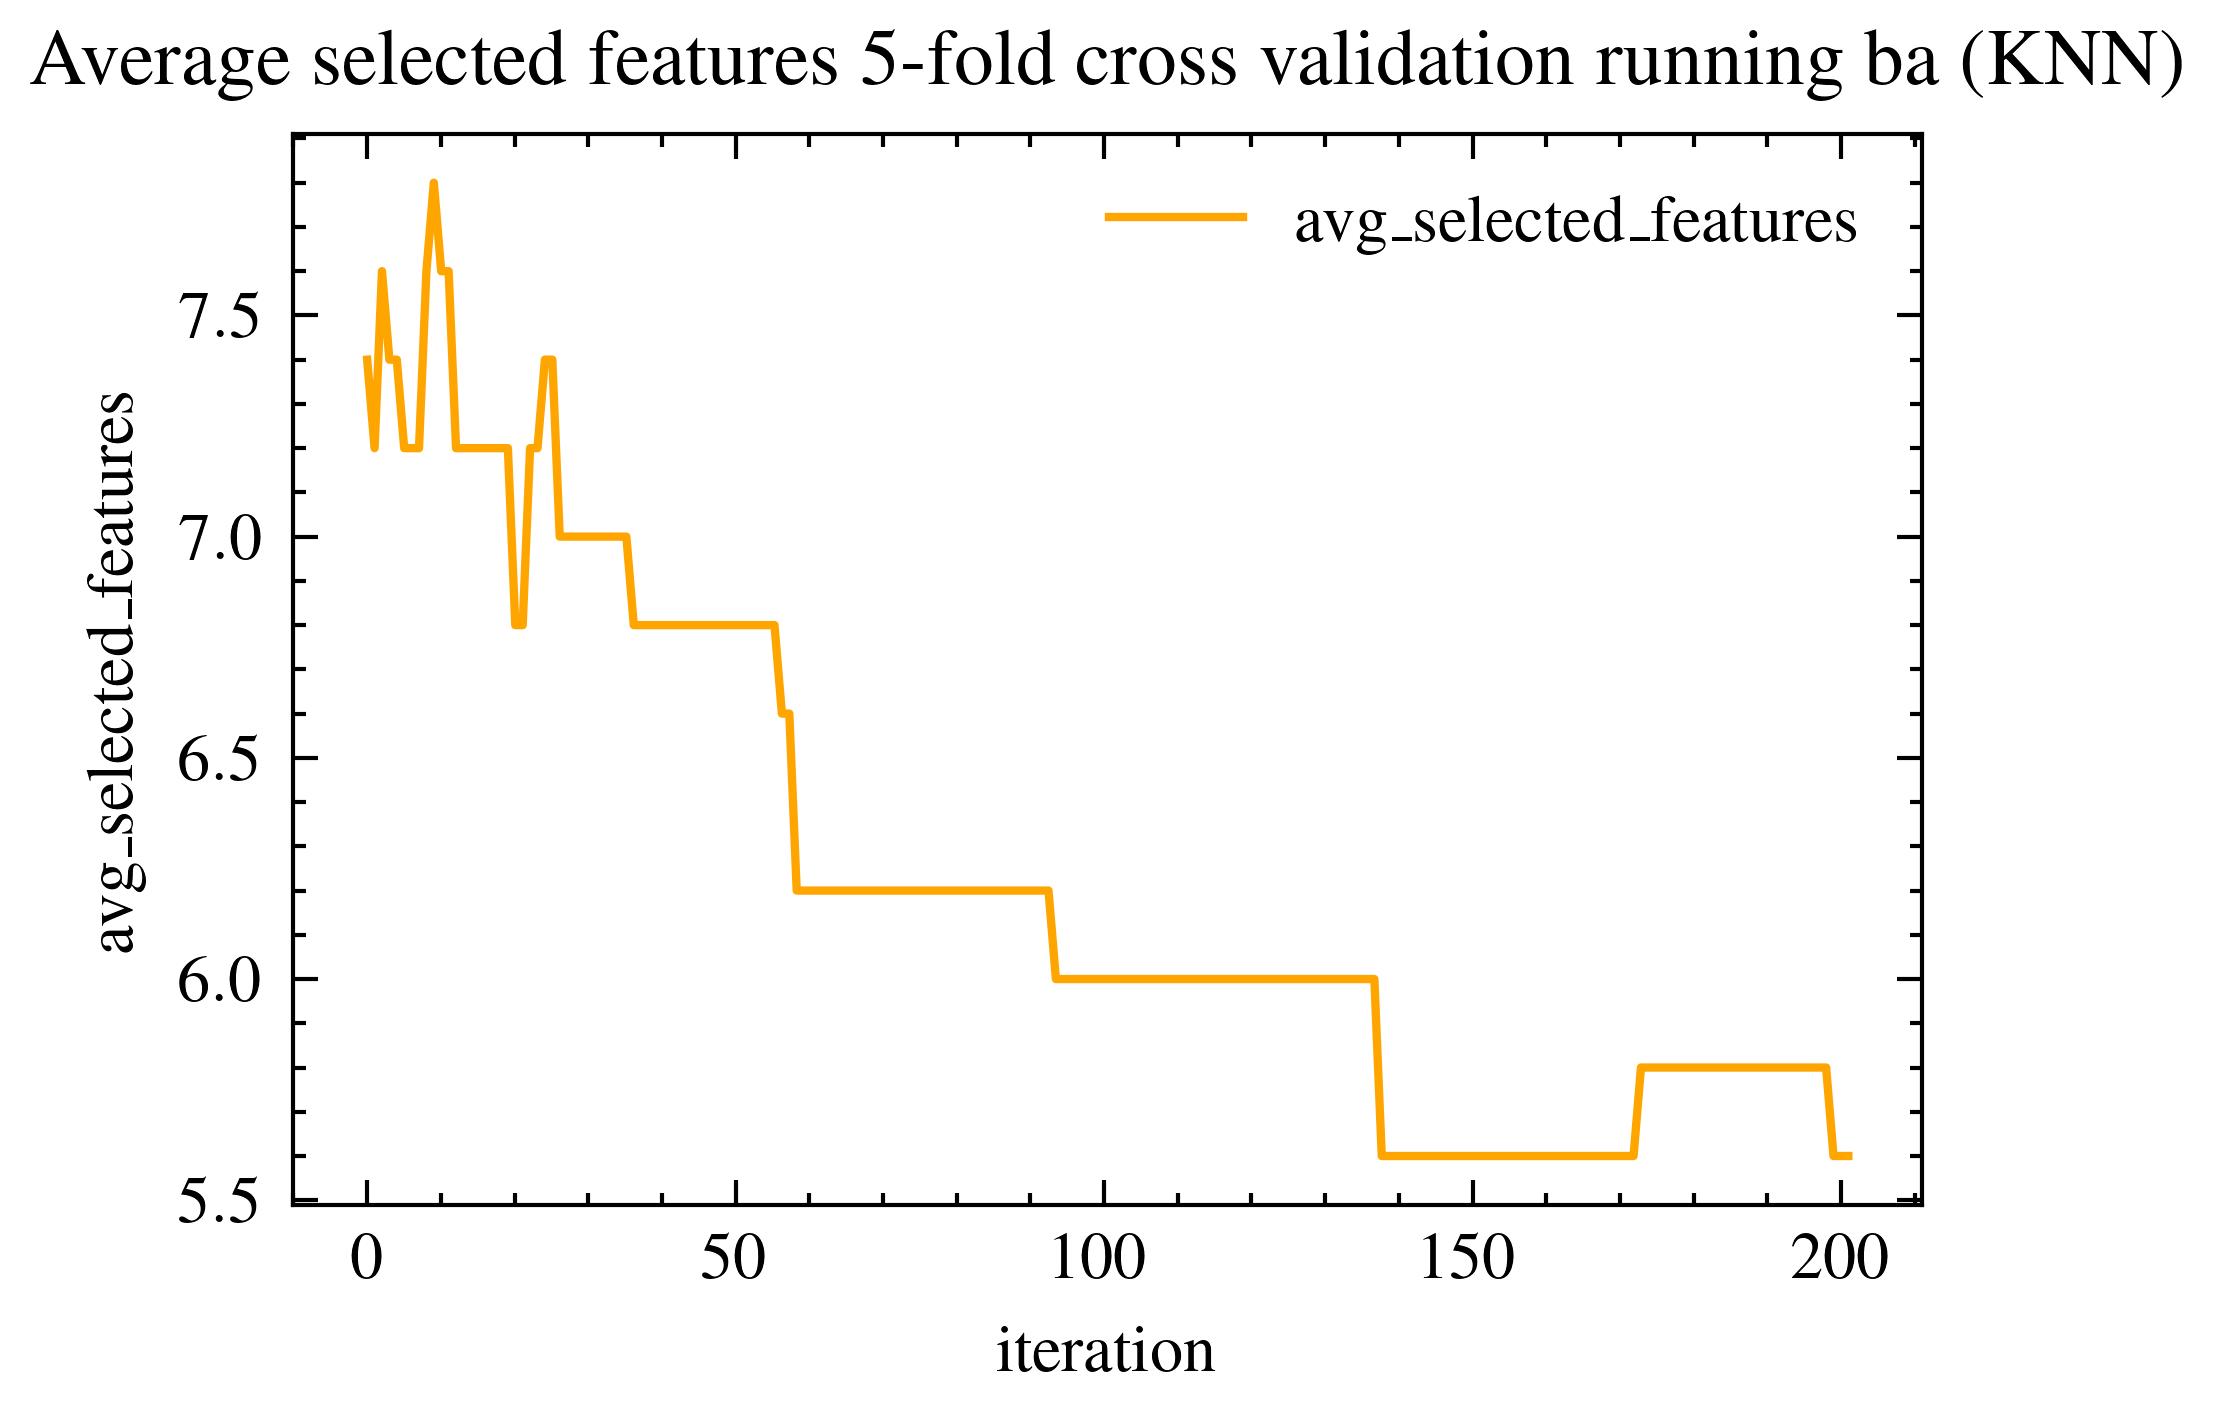 Average selected features 5-fold cross validation running ba (KNN)
avg_selected_features
avg_selected_features
7.5
7.0
6.5
6.0
5.5
0 50 100 150 200
iteration